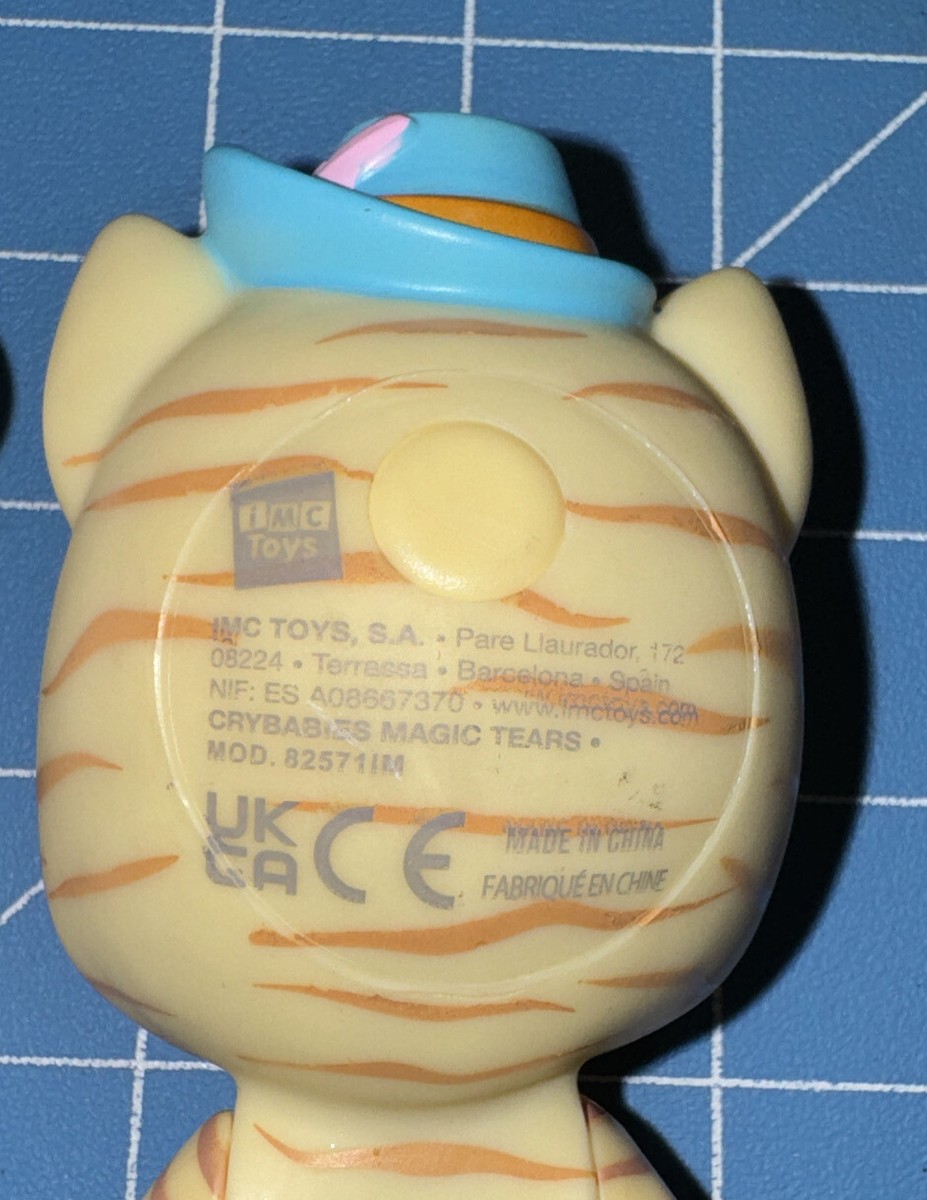 iMC
Toys
IMC TOYS, S.A. • Pare Llaurador, 172
08224 • Terrassa • Barcelona • Spain
NIF: ES A08667370 • www.imctoys.com
CRYBABIES MAGIC TEARS •
MOD. 82571IM
UK
CA
CE
MADE IN CHINA
FABRIQUÉ EN CHINE